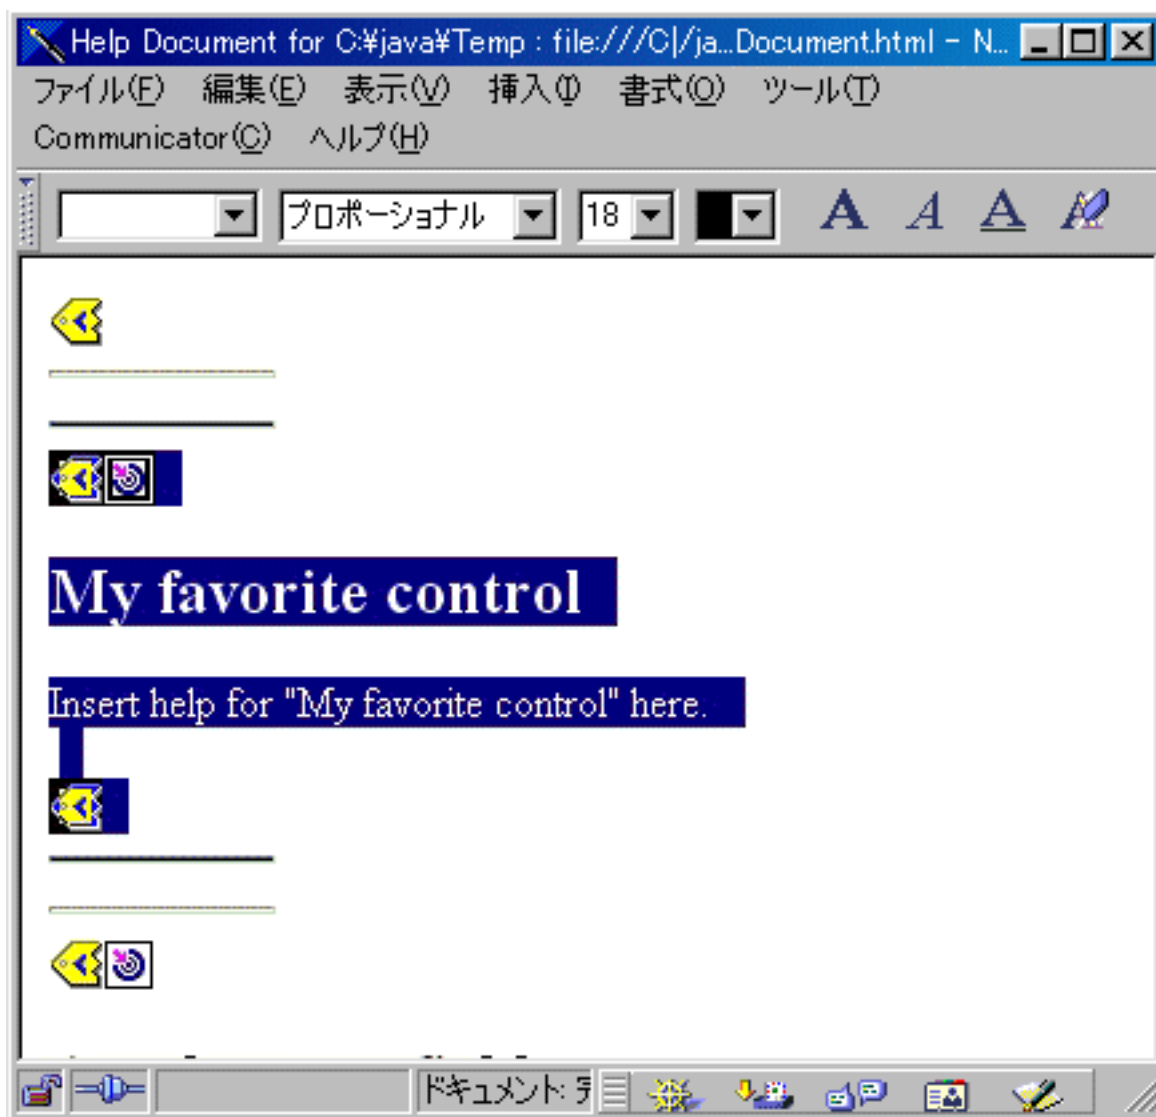 Help Document for C:¥java¥Temp : file:///C|/ja...Document.html - N...
ファイル(F) 編集(E) 表示(V) 挿入(I) 書式(O) ツール(T)
Communicator(C) ヘルプ(H)
プロポーショナル 18 A A A A
My favorite control
Insert help for "My favorite control" here.
ドキュメント: